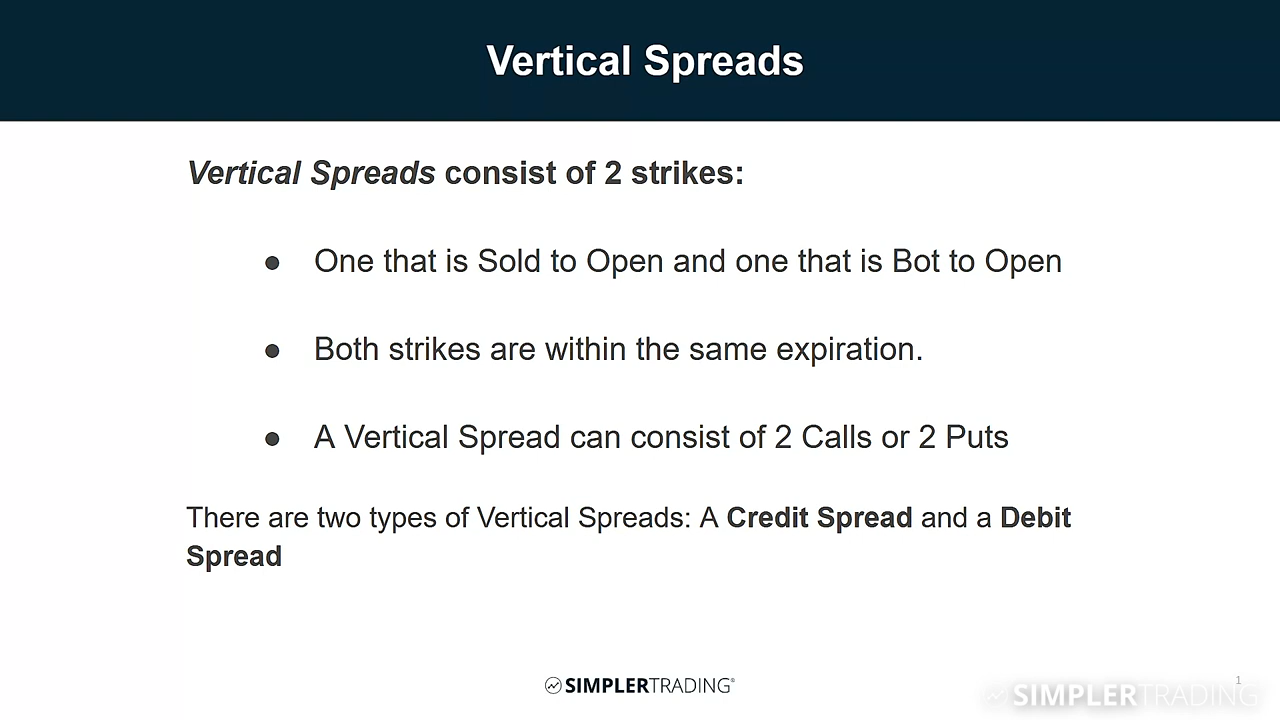 Vertical Spreads
Vertical Spreads consist of 2 strikes:
● One that is Sold to Open and one that is Bot to Open
● Both strikes are within the same expiration.
● A Vertical Spread can consist of 2 Calls or 2 Puts
There are two types of Vertical Spreads: A Credit Spread and a Debit
Spread
SIMPLERTRADING®
1
SIMPLERTRADING